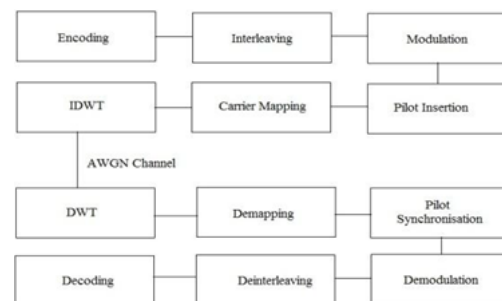 Encoding
Interleaving
Modulation
IDWT
Carrier Mapping
Pilot Insertion
AWGN Channel
DWT
Demapping
Pilot
Synchronisation
Decoding
Deinterleaving
Demodulation